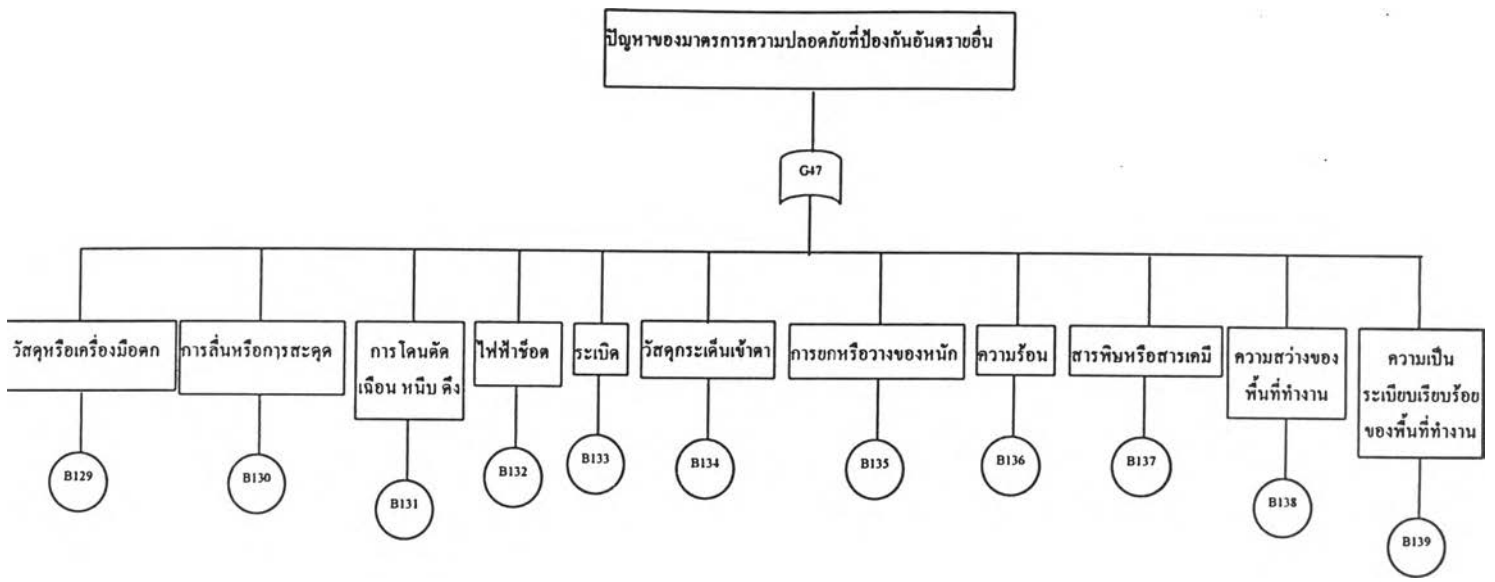 ปัญหาของมาตรการความปลอดภัยที่ป้องกันอันตรายอื่น
G47
วัสดุหรือเครื่องมือตก
การลื่นหรือการสะดุด
การโดนตัด
เฉือน หนีบ ดึง
ไฟฟ้าช็อต
ระเบิด
วัสดุกระเด็นเข้าตา
การยกหรือวางของหนัก
ความร้อน
สารพิษหรือสารเคมี
ความสว่างของ
พื้นที่ทำงาน
ความเป็น
ระเบียบเรียบร้อย
ของพื้นที่ทำงาน
B129
B130
B131
B132
B133
B134
B135
B136
B137
B138
B139